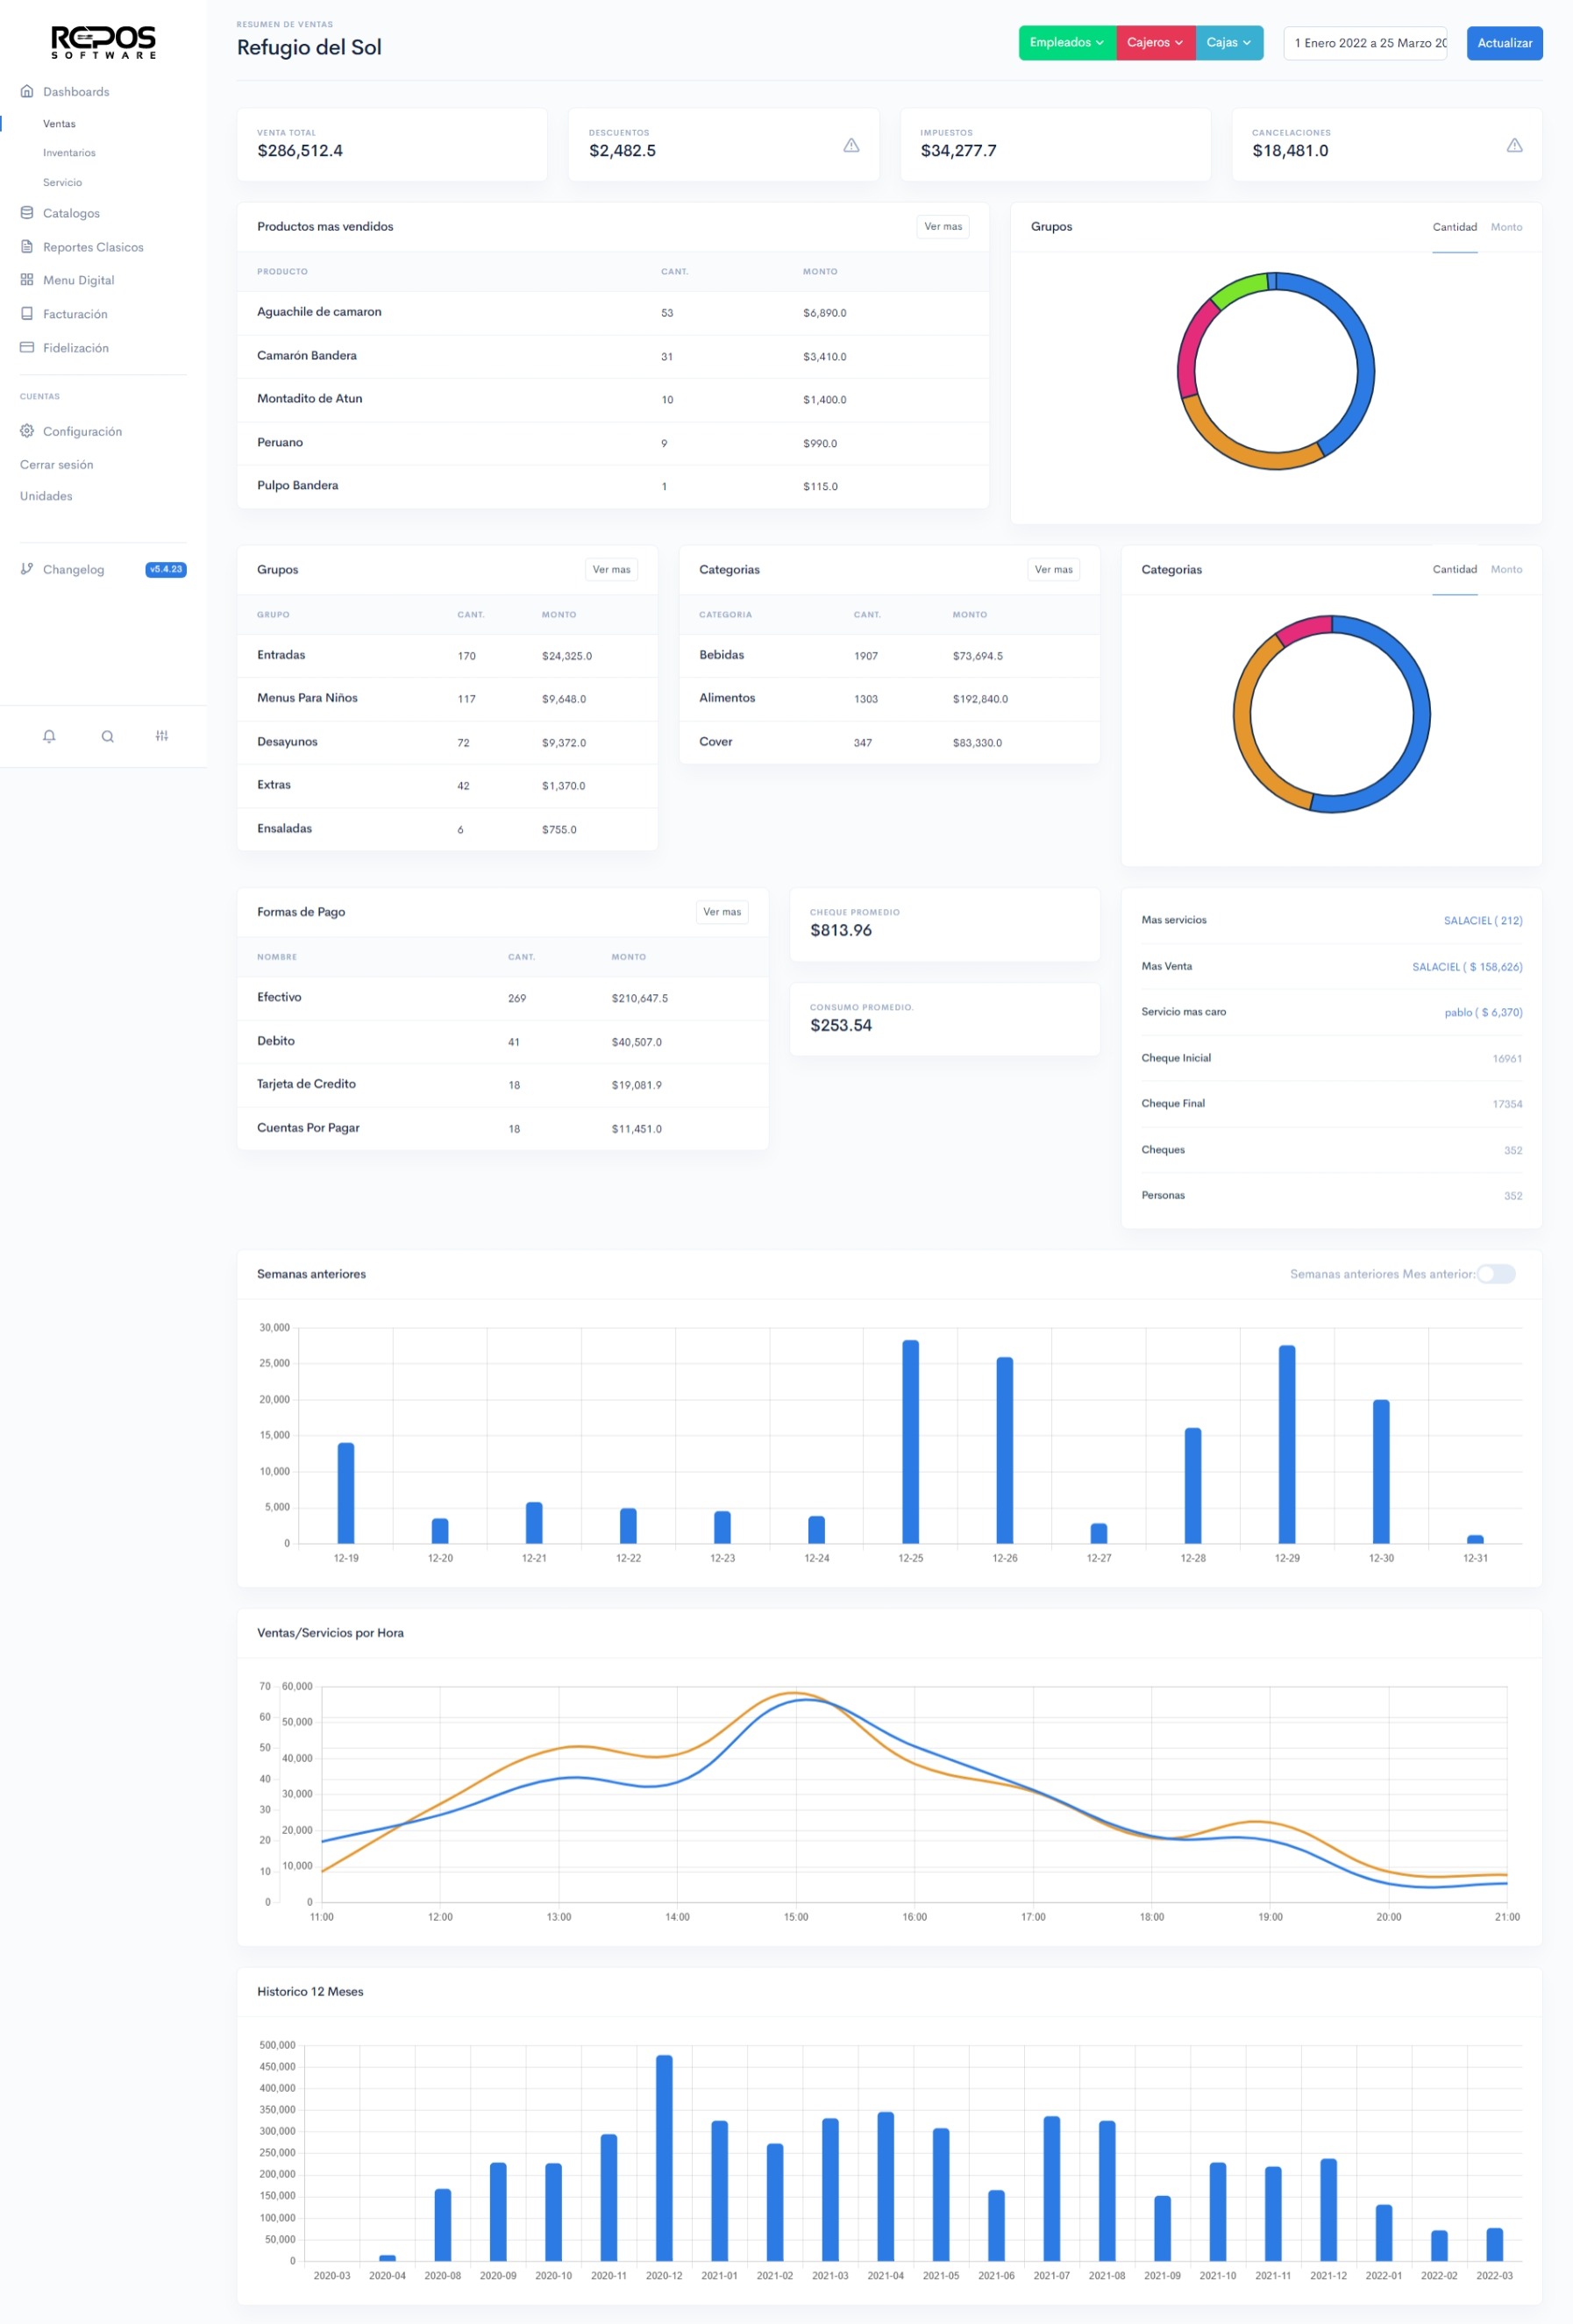 REPOS
SOFTWARE
Dashboards
Ventas
Inventarios
Servicio
Catalogos
Reportes Clasicos
Menu Digital
Facturación
Fidelización
CUENTAS
Configuración
Cerrar sesión
Unidades
Changelog v5.4.23
RESUMEN DE VENTAS
Refugio del Sol
Empleados Cajeros Cajas 1 Enero 2022 a 25 Marzo 20 Actualizar
VENTA TOTAL
$286,512.4
DESCUENTOS
$2,482.5
IMPUESTOS
$34,277.7
CANCELACIONES
$18,481.0
Productos mas vendidos Ver mas
PRODUCTO CANT. MONTO
Aguachile de camaron 53 $6,890.0
Camarón Bandera 31 $3,410.0
Montadito de Atun 10 $1,400.0
Peruano 9 $990.0
Pulpo Bandera 1 $115.0
Grupos Cantidad Monto
Grupos Ver mas
GRUPO CANT. MONTO
Entradas 170 $24,325.0
Menus Para Niños 117 $9,648.0
Desayunos 72 $9,372.0
Extras 42 $1,370.0
Ensaladas 6 $755.0
Categorias Ver mas
CATEGORIA CANT. MONTO
Bebidas 1907 $73,694.5
Alimentos 1303 $192,840.0
Cover 347 $83,330.0
Categorias Cantidad Monto
Formas de Pago Ver mas
NOMBRE CANT. MONTO
Efectivo 269 $210,647.5
Debito 41 $40,507.0
Tarjeta de Credito 18 $19,081.9
Cuentas Por Pagar 18 $11,451.0
CHEQUE PROMEDIO
$813.96
CONSUMO PROMEDIO.
$253.54
Mas servicios SALACIEL ( 212)
Mas Venta SALACIEL ( $ 158,626)
Servicio mas caro pablo ( $ 6,370)
Cheque Inicial 16961
Cheque Final 17354
Cheques 352
Personas 352
Semanas anteriores Semanas anteriores Mes anterior:
30,000
25,000
20,000
15,000
10,000
5,000
0
12-19 12-20 12-21 12-22 12-23 12-24 12-25 12-26 12-27 12-28 12-29 12-30 12-31
Ventas/Servicios por Hora
70 60,000
60 50,000
50 40,000
40 30,000
30 20,000
20 10,000
10
0 0
11:00 12:00 13:00 14:00 15:00 16:00 17:00 18:00 19:00 20:00 21:00
Historico 12 Meses
500,000
450,000
400,000
350,000
300,000
250,000
200,000
150,000
100,000
50,000
0
2020-03 2020-04 2020-08 2020-09 2020-10 2020-11 2020-12 2021-01 2021-02 2021-03 2021-04 2021-05 2021-06 2021-07 2021-08 2021-09 2021-10 2021-11 2021-12 2022-01 2022-02 2022-03